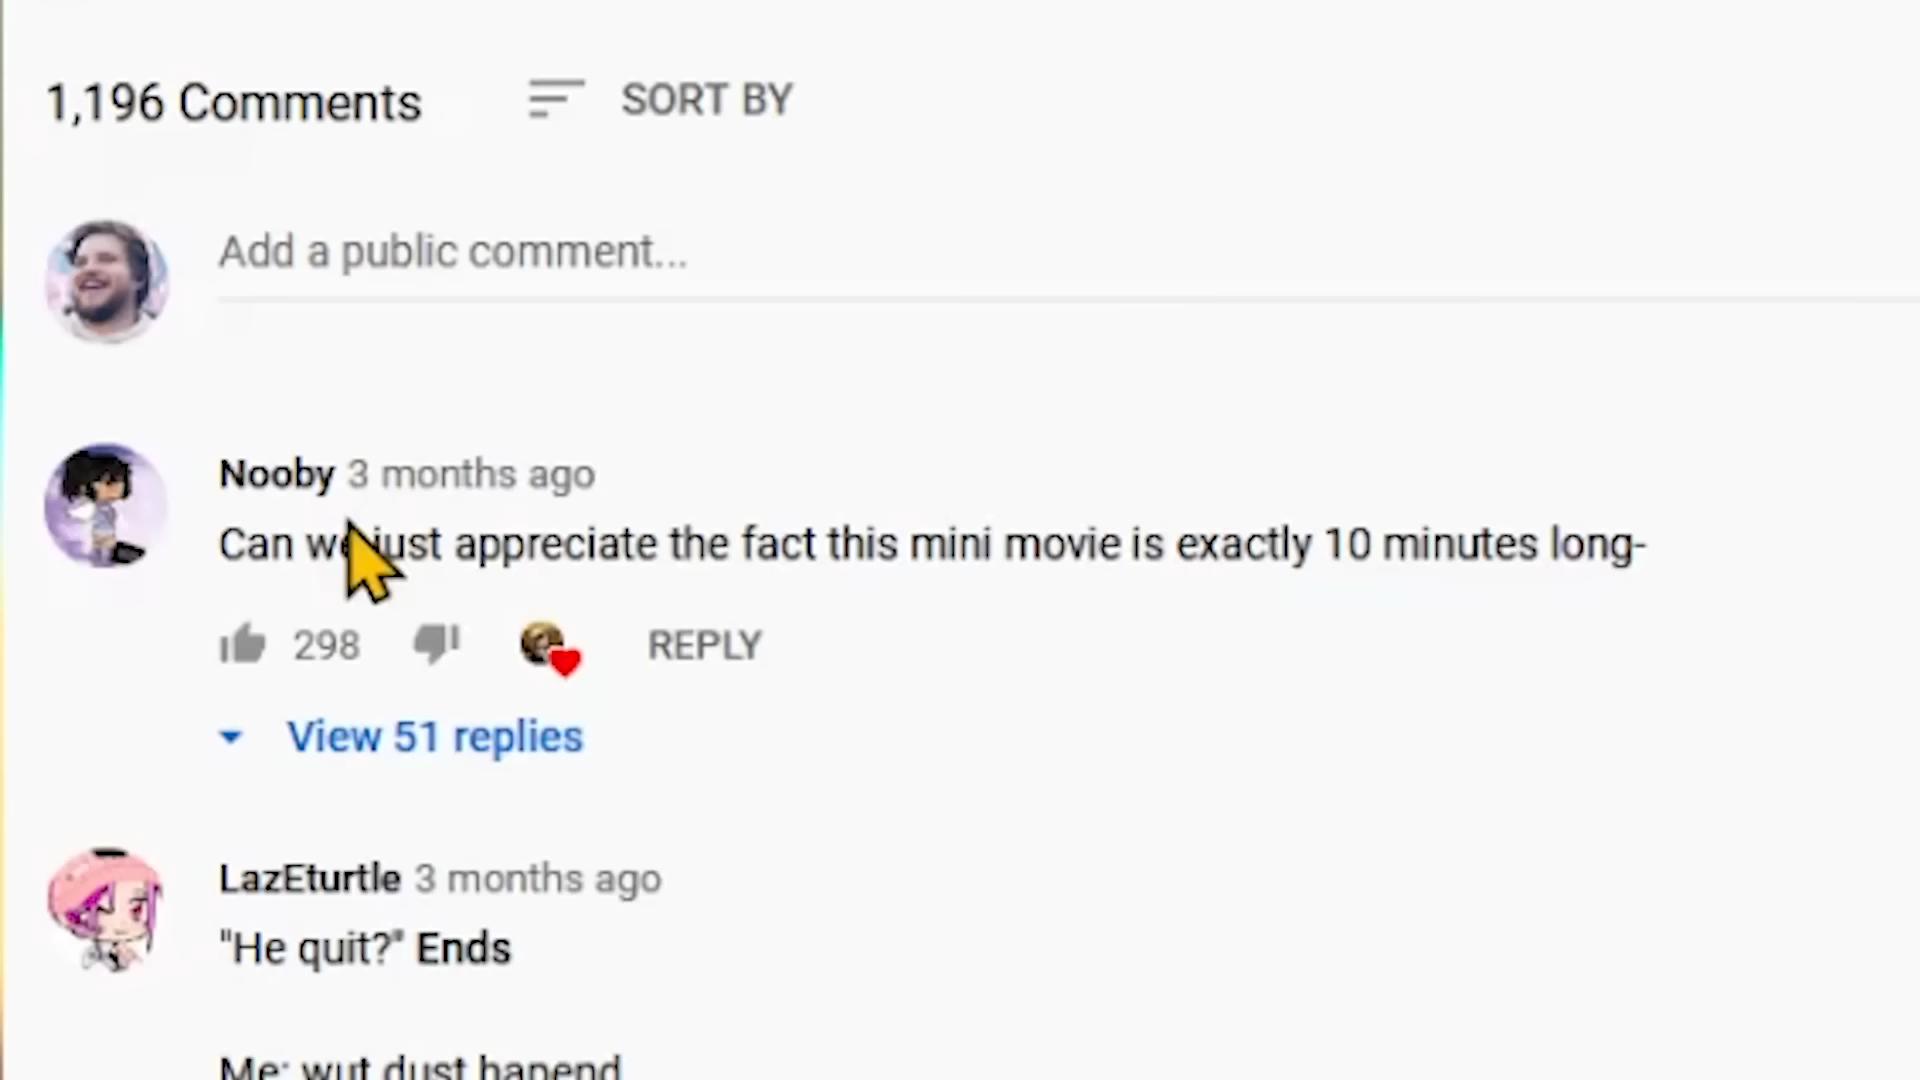 1,196 Comments SORT BY
Add a public comment...
Nooby 3 months ago
Can we just appreciate the fact this mini movie is exactly 10 minutes long-
298 REPLY
View 51 replies
LazEturtle 3 months ago
"He quit?" Ends
Me: wut dust hapend